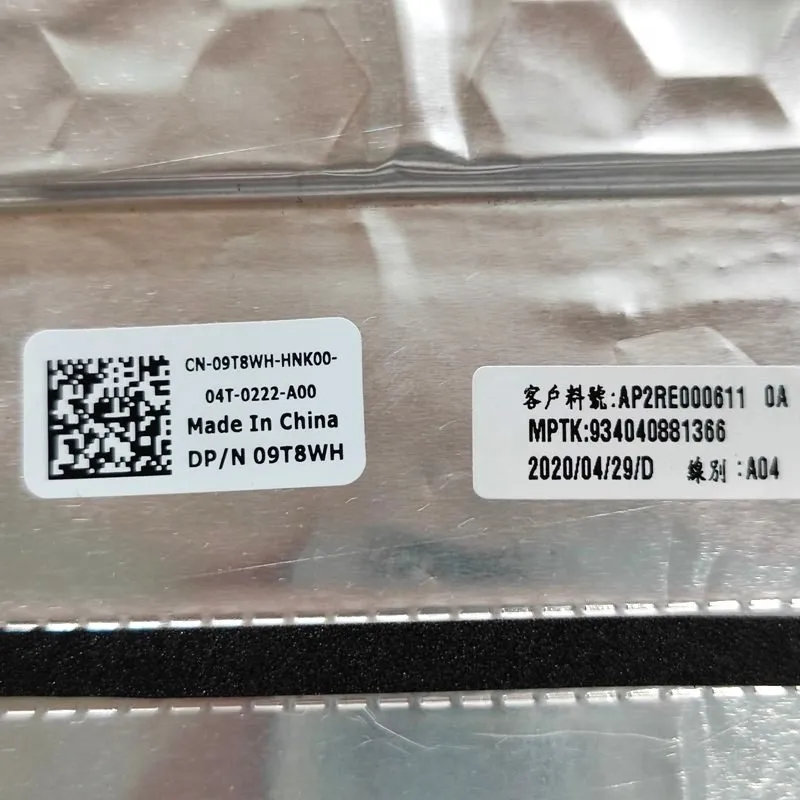 CN-09T8WH-HNK00-
04T-0222-A00
Made In China
DP/N 09T8WH
客户料號:AP2RE000611 0A
MPTK:934040881366
2020/04/29/D 線別:A04